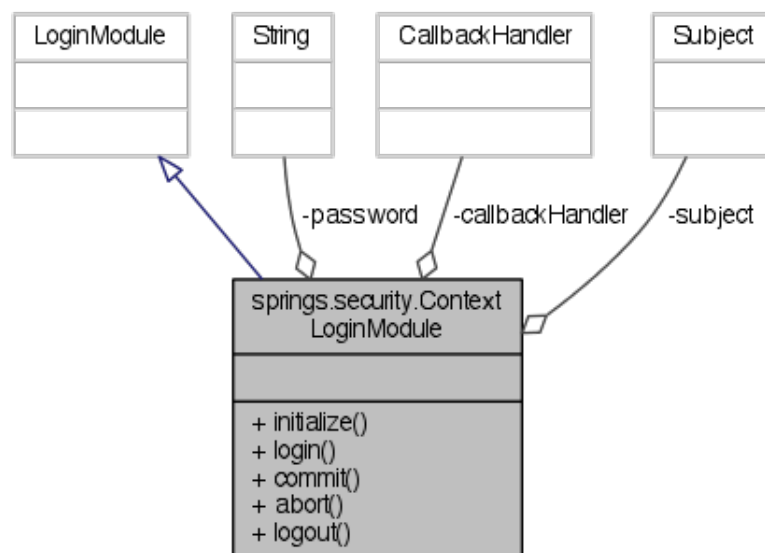 LoginModule
String
CallbackHandler
Subject
-password
-callbackHandler
-subject
springs.security.Context
LoginModule
+ initialize()
+ login()
+ commit()
+ abort()
+ logout()